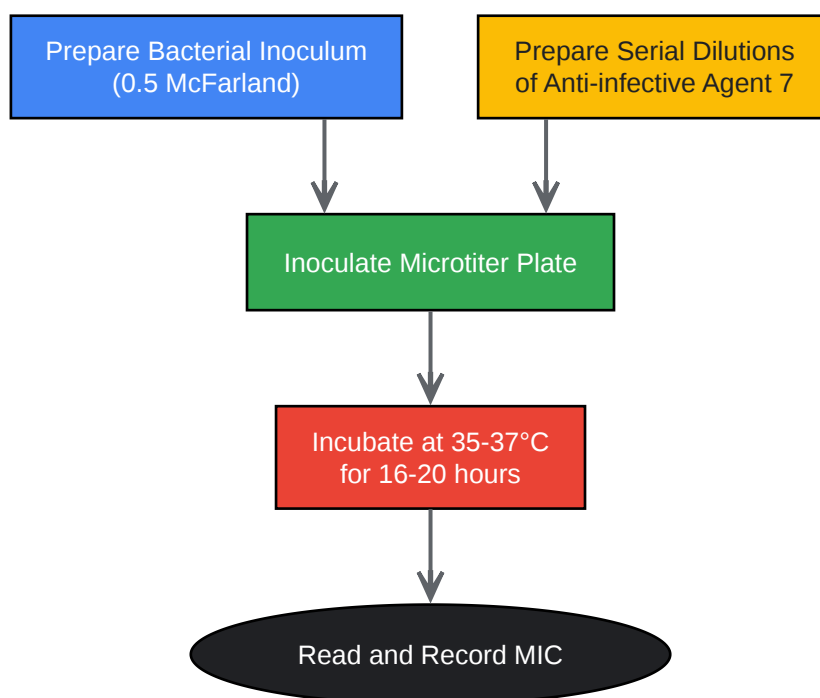 Prepare Bacterial Inoculum
(0.5 McFarland)
Prepare Serial Dilutions
of Anti-infective Agent 7
Inoculate Microtiter Plate
Incubate at 35-37°C
for 16-20 hours
Read and Record MIC